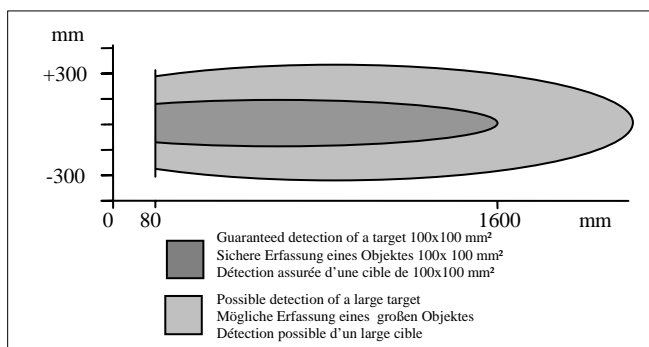 mm
+300
-300
0 80 1600 mm
Guaranteed detection of a target 100x100 mm²
Sichere Erfassung eines Objektes 100x 100 mm²
Détection assurée d'une cible de 100x100 mm²
Possible detection of a large target
Mögliche Erfassung eines großen Objektes
Détection possible d'un large cible